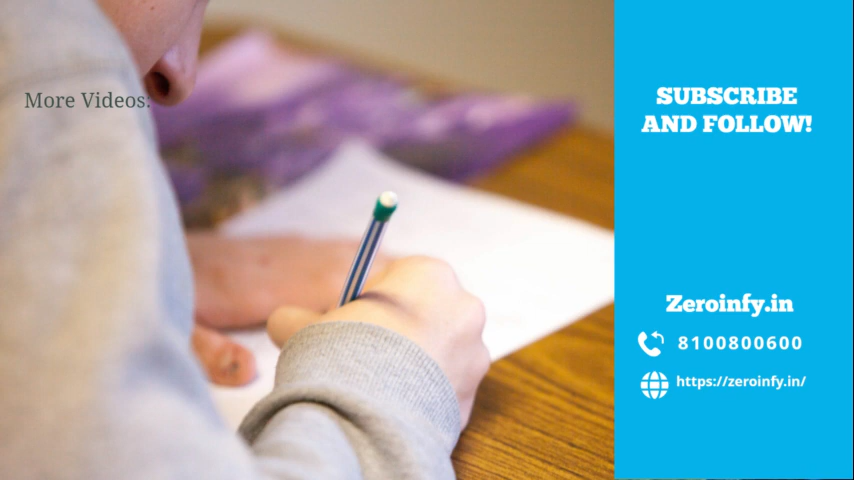 More Videos:
SUBSCRIBE
AND FOLLOW!
Zeroinfy.in
8100800600
https://zeroinfy.in/